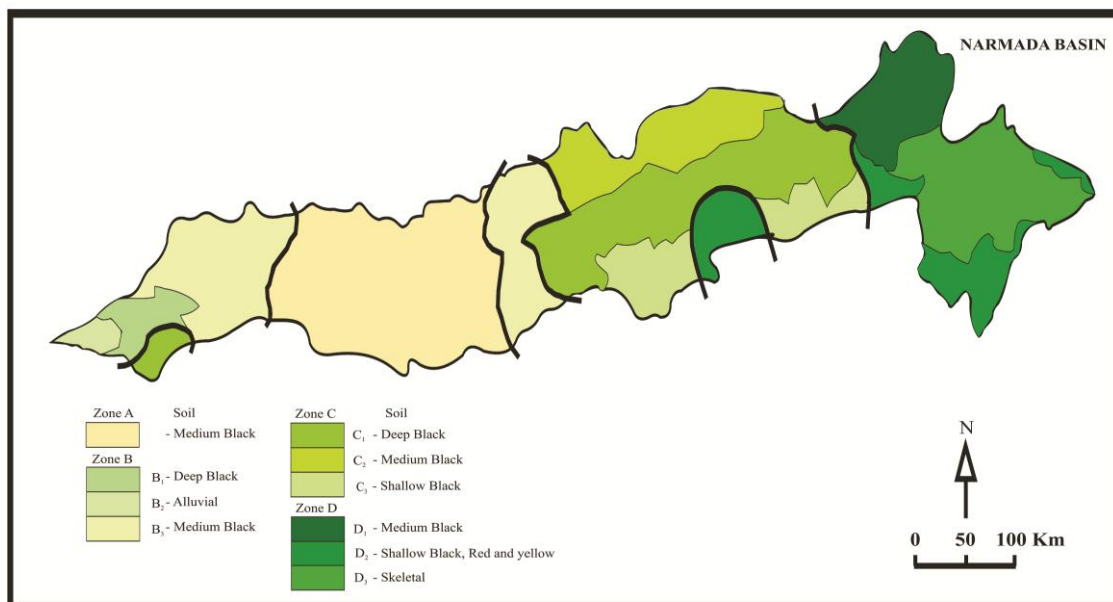 NARMADA BASIN
Zone A Soil
- Medium Black
Zone B
B₁ - Deep Black
B₂ - Alluvial
B₃ - Medium Black
Zone C Soil
C₁ - Deep Black
C₂ - Medium Black
C₃ - Shallow Black
Zone D
D₁ - Medium Black
D₂ - Shallow Black, Red and yellow
D₃ - Skeletal
N
0 50 100 Km